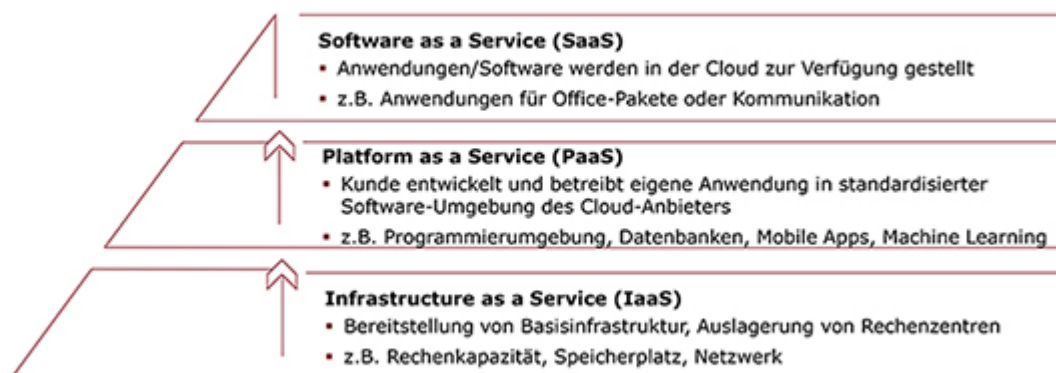 Software as a Service (SaaS)
▪ Anwendungen/Software werden in der Cloud zur Verfügung gestellt
▪ z.B. Anwendungen für Office-Pakete oder Kommunikation
Platform as a Service (PaaS)
▪ Kunde entwickelt und betreibt eigene Anwendung in standardisierter
Software-Umgebung des Cloud-Anbieters
▪ z.B. Programmierumgebung, Datenbanken, Mobile Apps, Machine Learning
Infrastructure as a Service (IaaS)
▪ Bereitstellung von Basisinfrastruktur, Auslagerung von Rechenzentren
▪ z.B. Rechenkapazität, Speicherplatz, Netzwerk